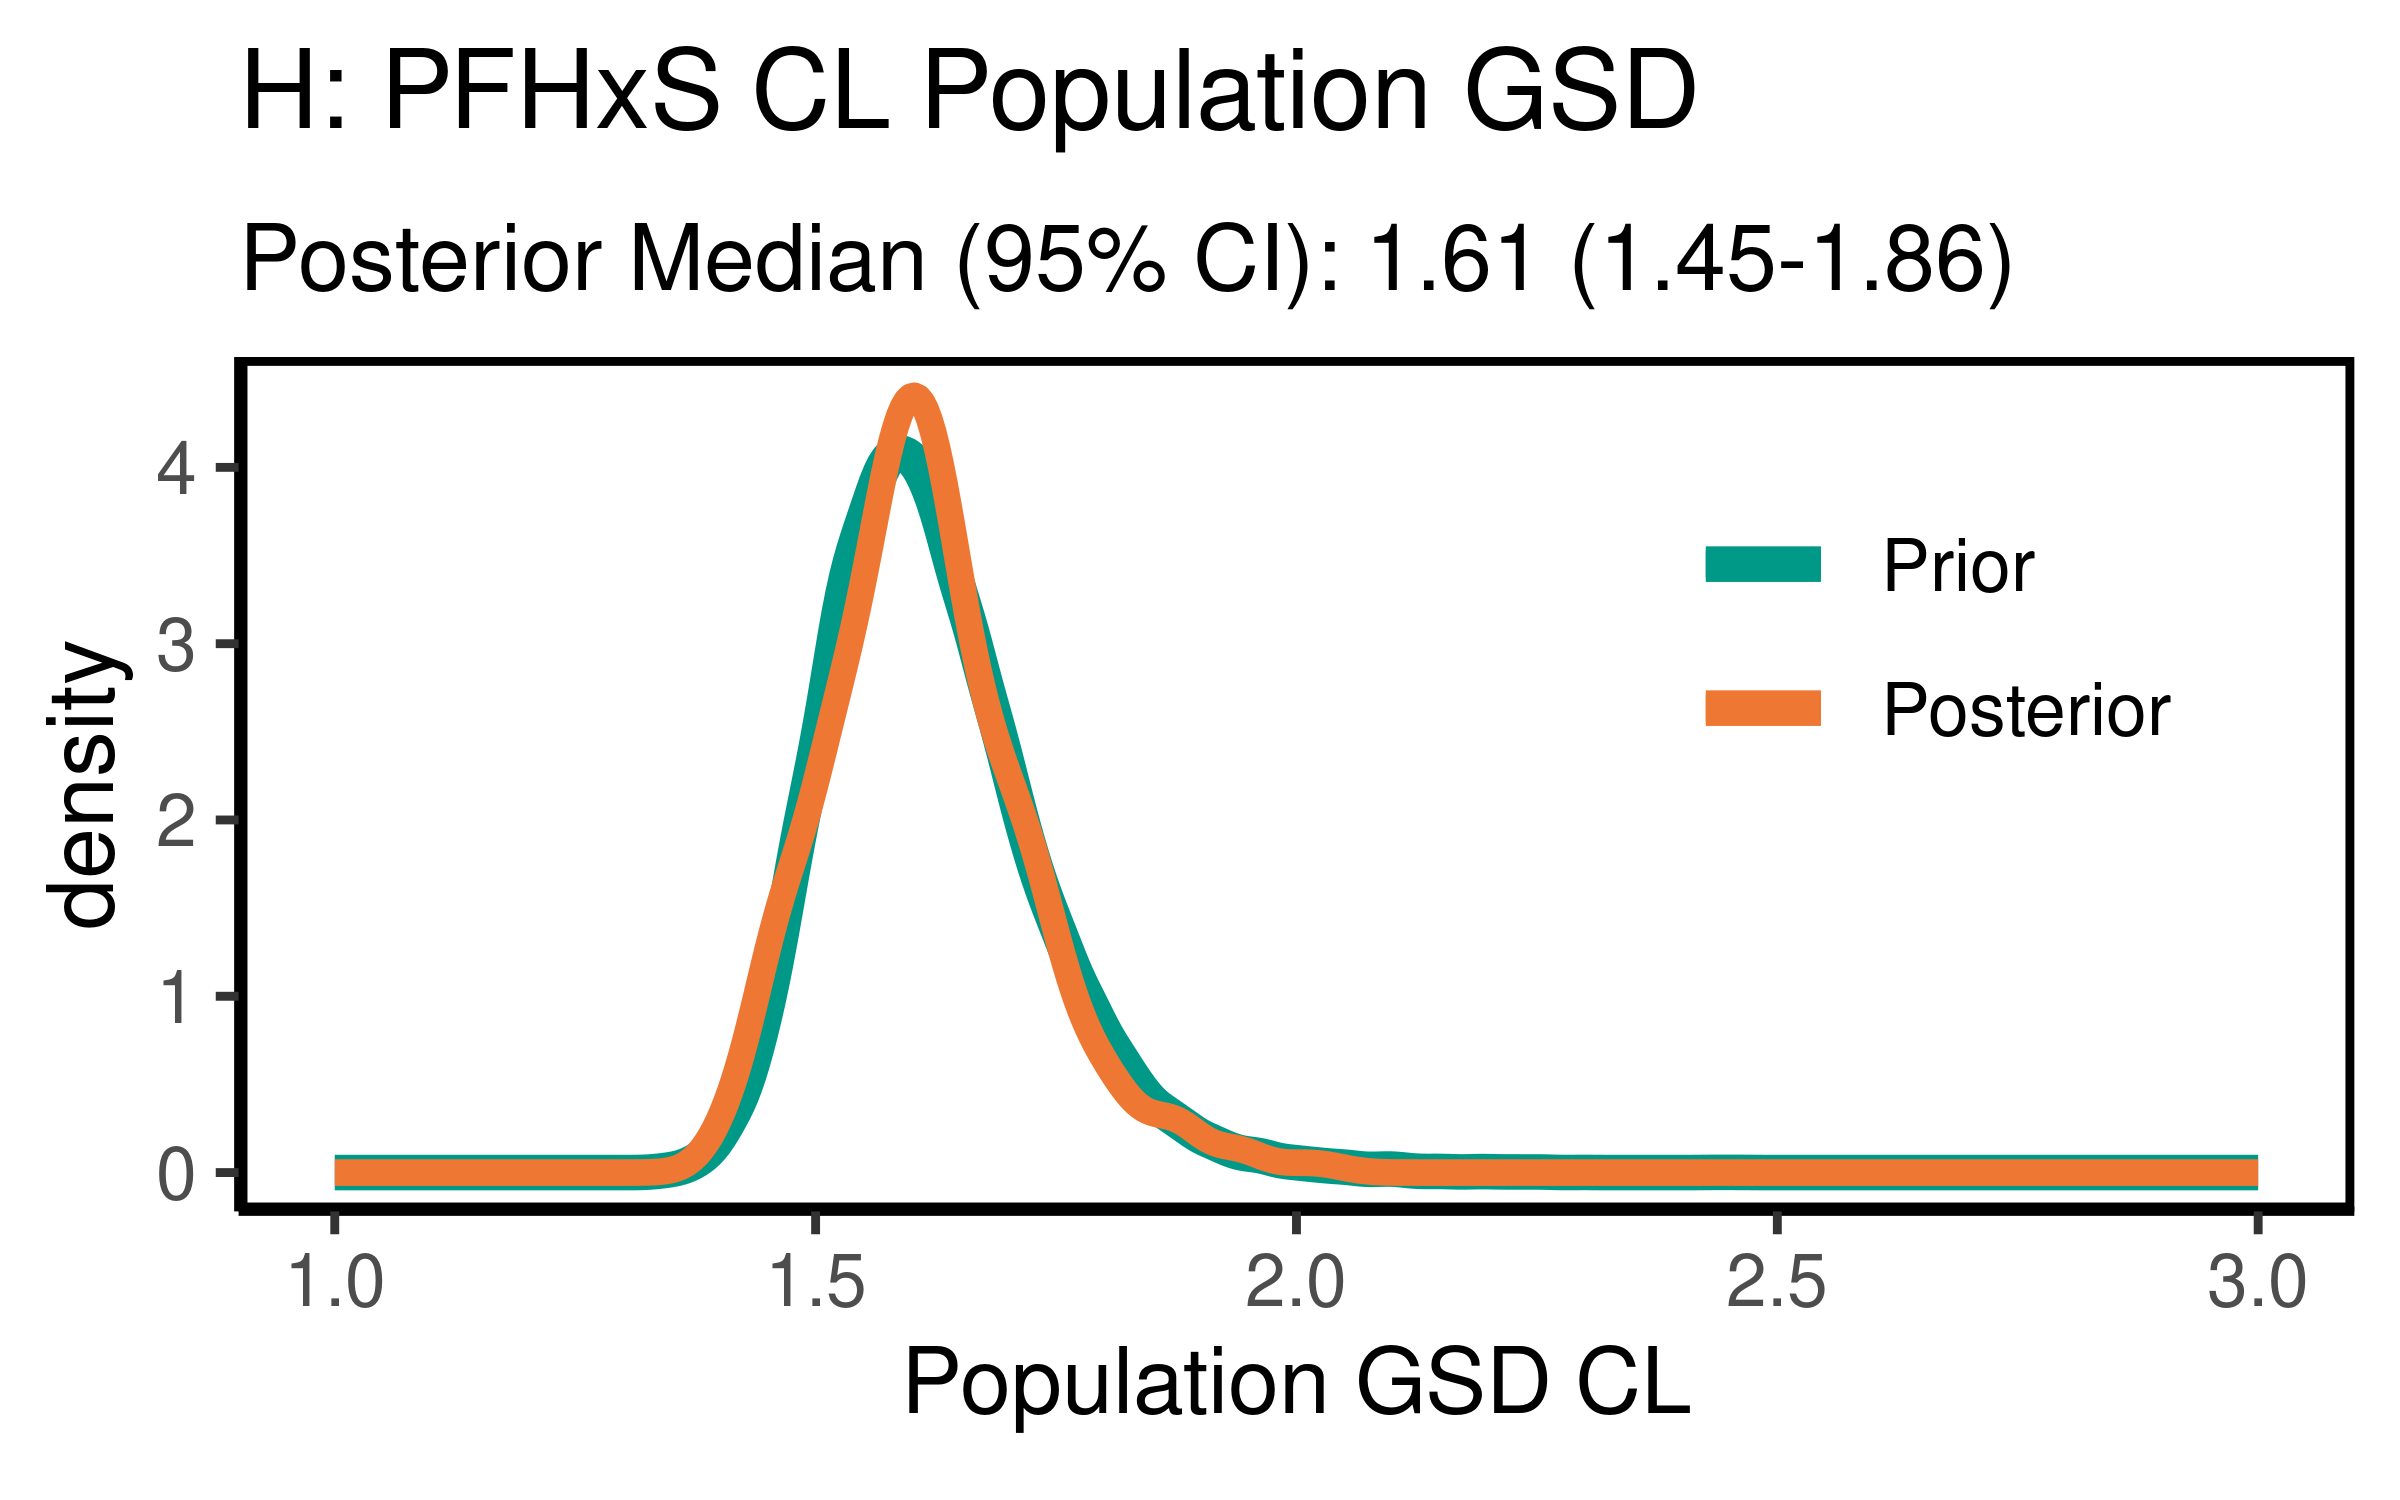 H: PFHxS CL Population GSD
Posterior Median (95% CI): 1.61 (1.45-1.86)
density
4
3
2
1
0
Prior
Posterior
1.0 1.5 2.0 2.5 3.0
Population GSD CL